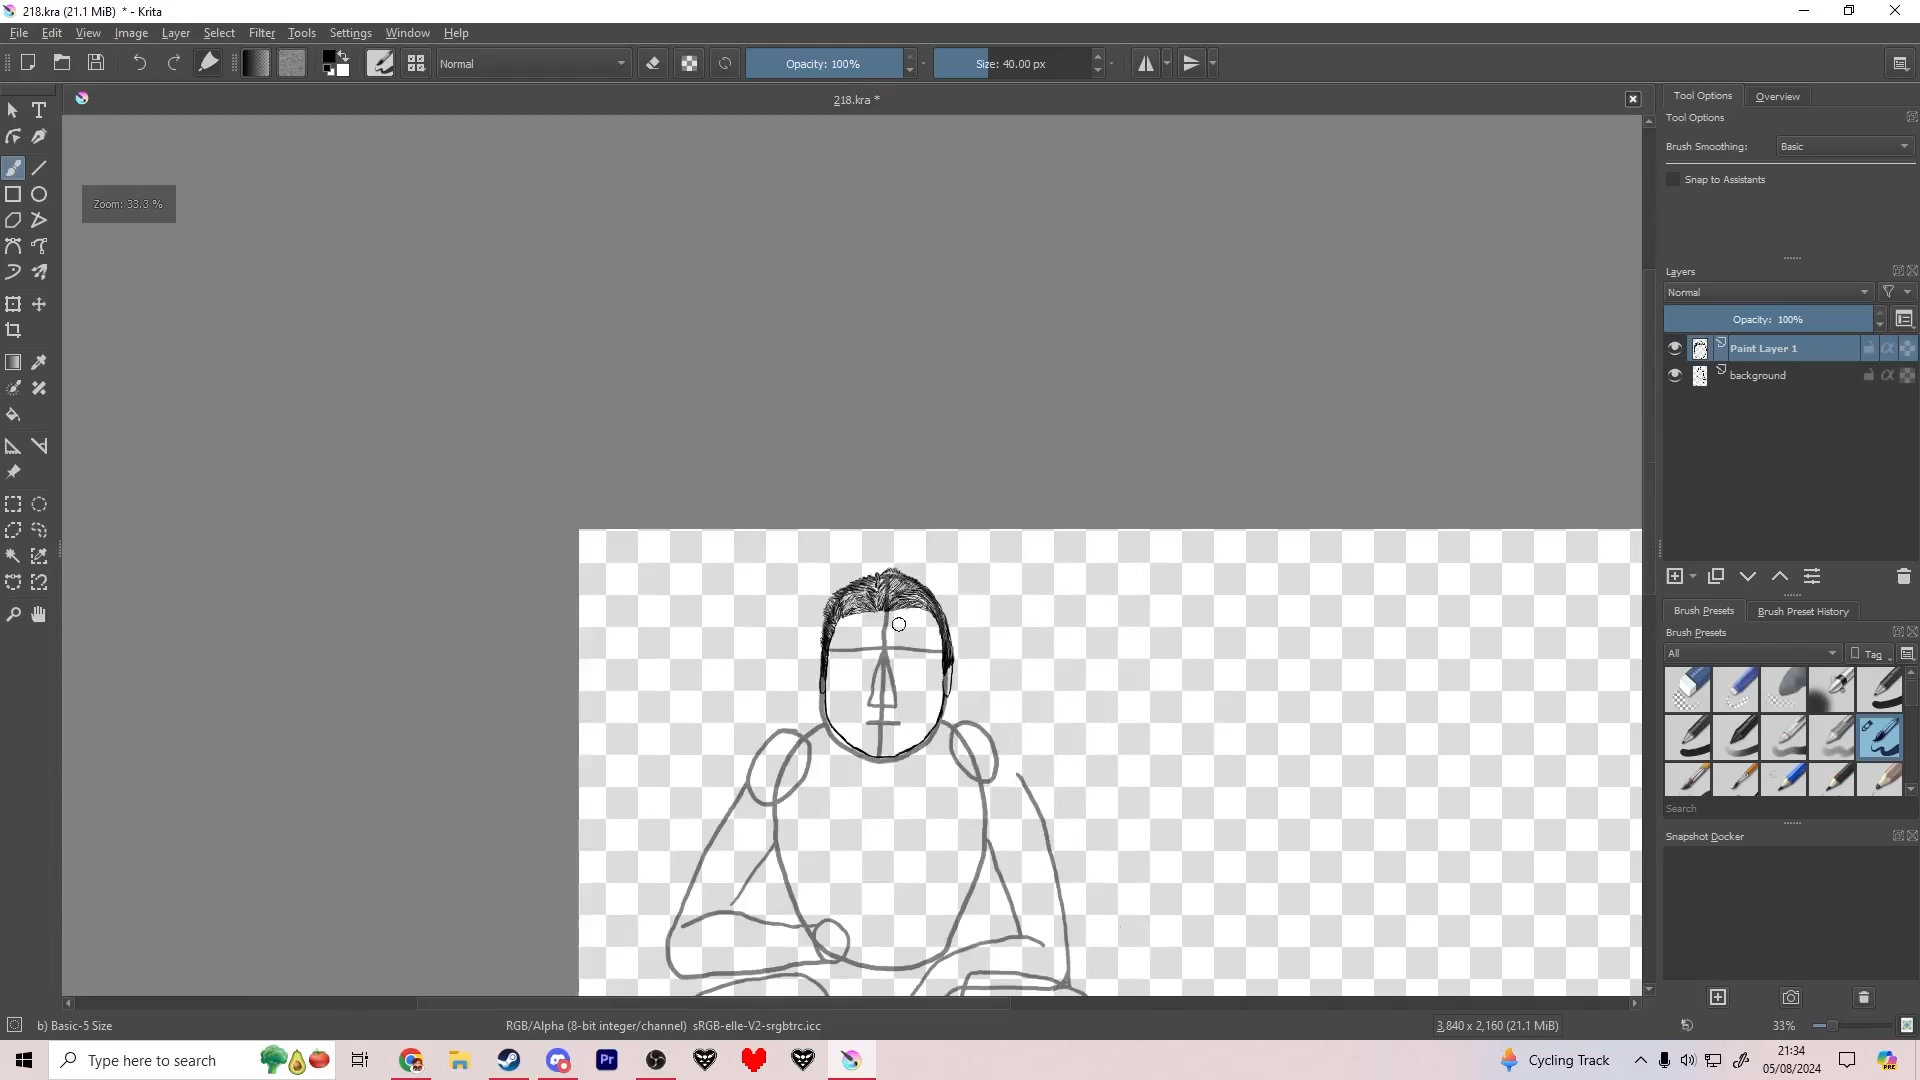 218.kra (21.1 MiB) * - Krita
File Edit View Image Layer Select Filter Tools Settings Window Help
Normal Opacity: 100% Size: 40.00 px
218.kra *
Zoom: 33.3 %
Tool Options Overview
Tool Options
Brush Smoothing: Basic
Snap to Assistants
Layers
Normal
Opacity: 100%
Paint Layer 1
background
Brush Presets Brush Preset History
Brush Presets
All Tag
Search
Snapshot Docker
b) Basic-5 Size RGB/Alpha (8-bit integer/channel) sRGB-elle-V2-srgbtrc.icc 3,840 x 2,160 (21.1 MiB) 33%
Type here to search Pr Cycling Track 21:34
05/08/2024
PRE